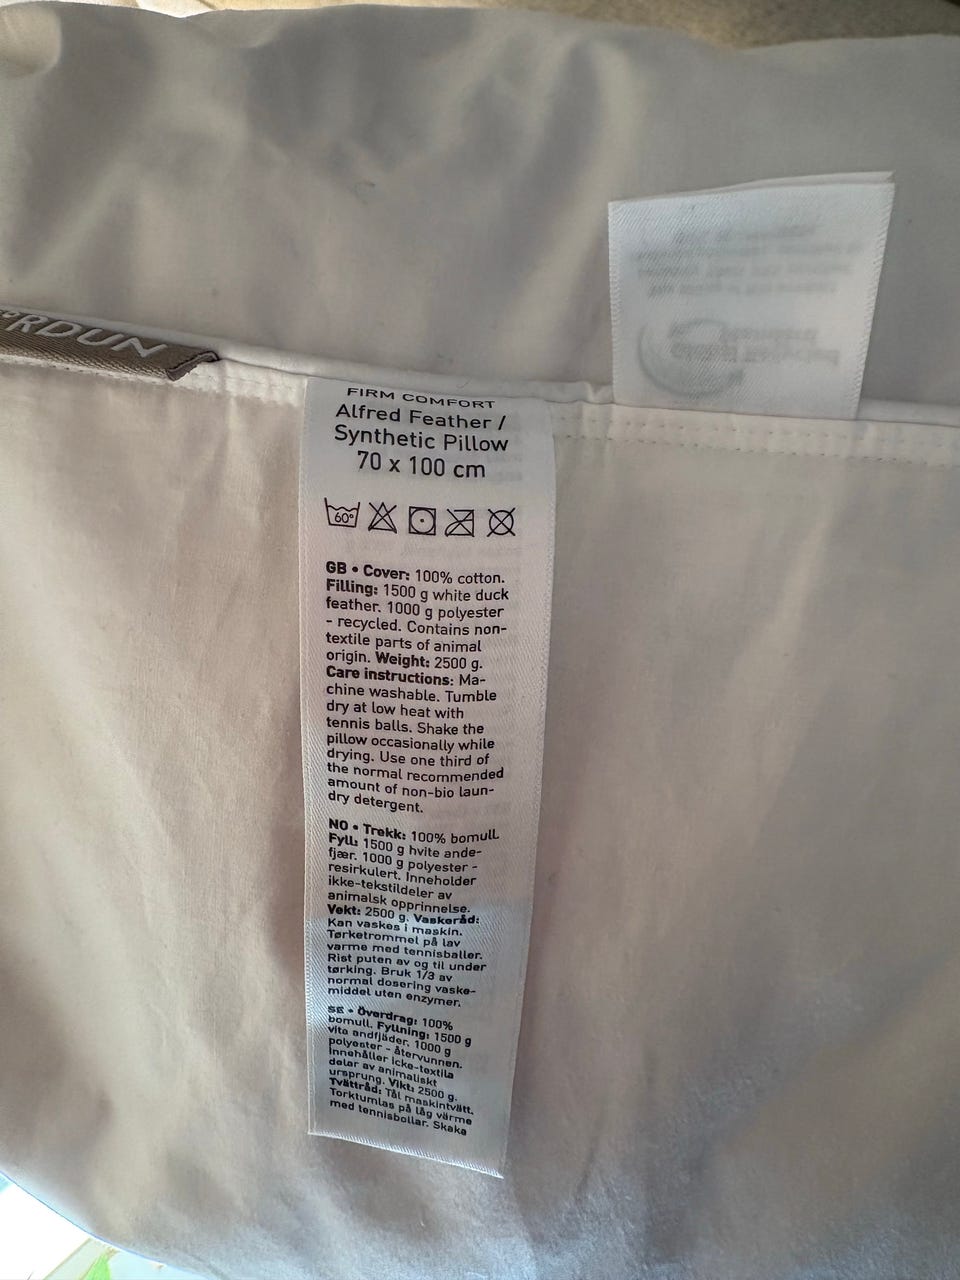 RDUN
FIRM COMFORT
Alfred Feather /
Synthetic Pillow
70 x 100 cm
60°
GB • Cover: 100% cotton.
Filling: 1500 g white duck
feather. 1000 g polyester
- recycled. Contains non-
textile parts of animal
origin. Weight: 2500 g.
Care instructions: Ma-
chine washable. Tumble
dry at low heat with
tennis balls. Shake the
pillow occasionally while
drying. Use one third of
the normal recommended
amount of non-bio laun-
dry detergent.
NO • Trekk: 100% bomull.
Fyll: 1500 g hvite ande-
fjær. 1000 g polyester -
resirkulert. Inneholder
ikke-tekstildeler av
animalsk opprinnelse.
Vekt: 2500 g. Vaskeråd:
Kan vaskes i maskin.
Tørketrommel på lav
varme med tennisballer.
Rist puten av og til under
tørking. Bruk 1/3 av
normal dosering vaske-
middel uten enzymer.
SE • Överdrag: 100%
bomull. Fyllning: 1500 g
vita andfjäder. 1000 g
polyester - återvunnen.
Innehåller icke-textila
delar av animaliskt
ursprung. Vikt: 2500 g.
Tvättråd: Tål maskintvätt.
Torktumlas på låg värme
med tennisbollar. Skaka